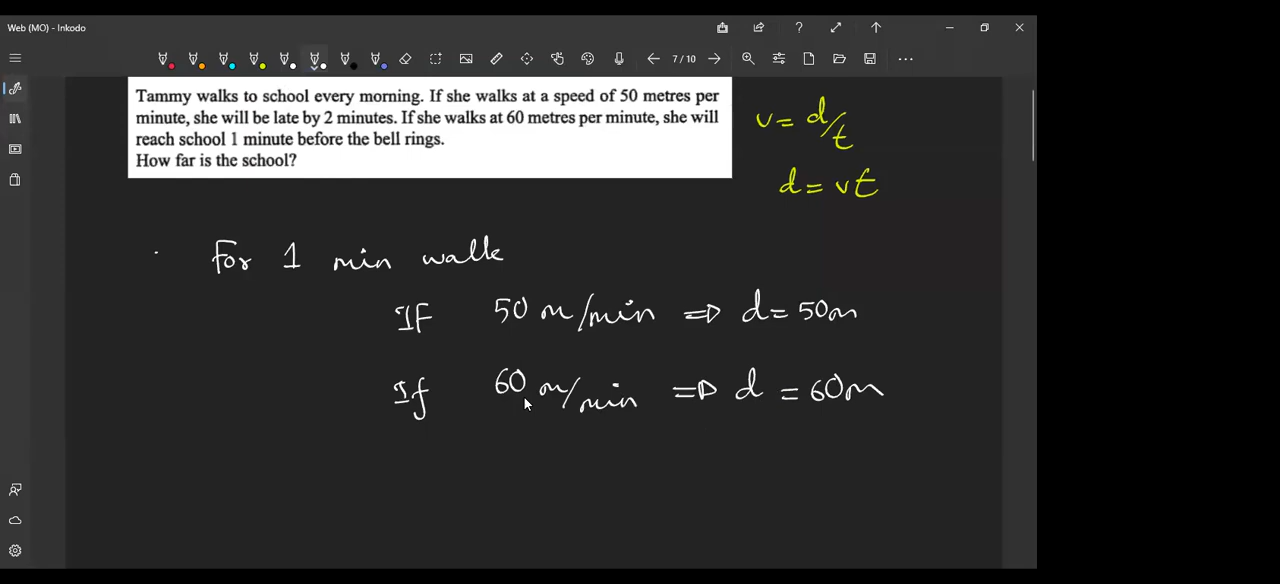 Web (MO) - Inkodo
7 / 10
Tammy walks to school every morning. If she walks at a speed of 50 metres per
minute, she will be late by 2 minutes. If she walks at 60 metres per minute, she will
reach school 1 minute before the bell rings.
How far is the school?
v = d/t
d = vt
For 1 min walk
IF 50 m/min ⇒ d = 50m
If 60 m/min ⇒ d = 60m